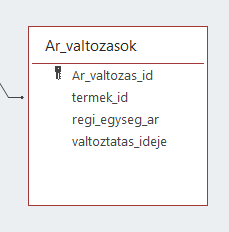 Ar_valtozasok
Ar_valtozas_id
termek_id
regi_egyseg_ar
valtoztatas_ideje